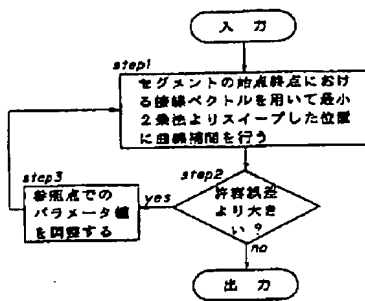 入力
step1
セグメントの始点終点におけ
る接線ベクトルを用いて最小
2乗法よりスイープした位置
に曲線補間を行う
step2
step3
許容誤差
より大き
い?
yes
参照点での
パラメータ値
を調整する
no
出力